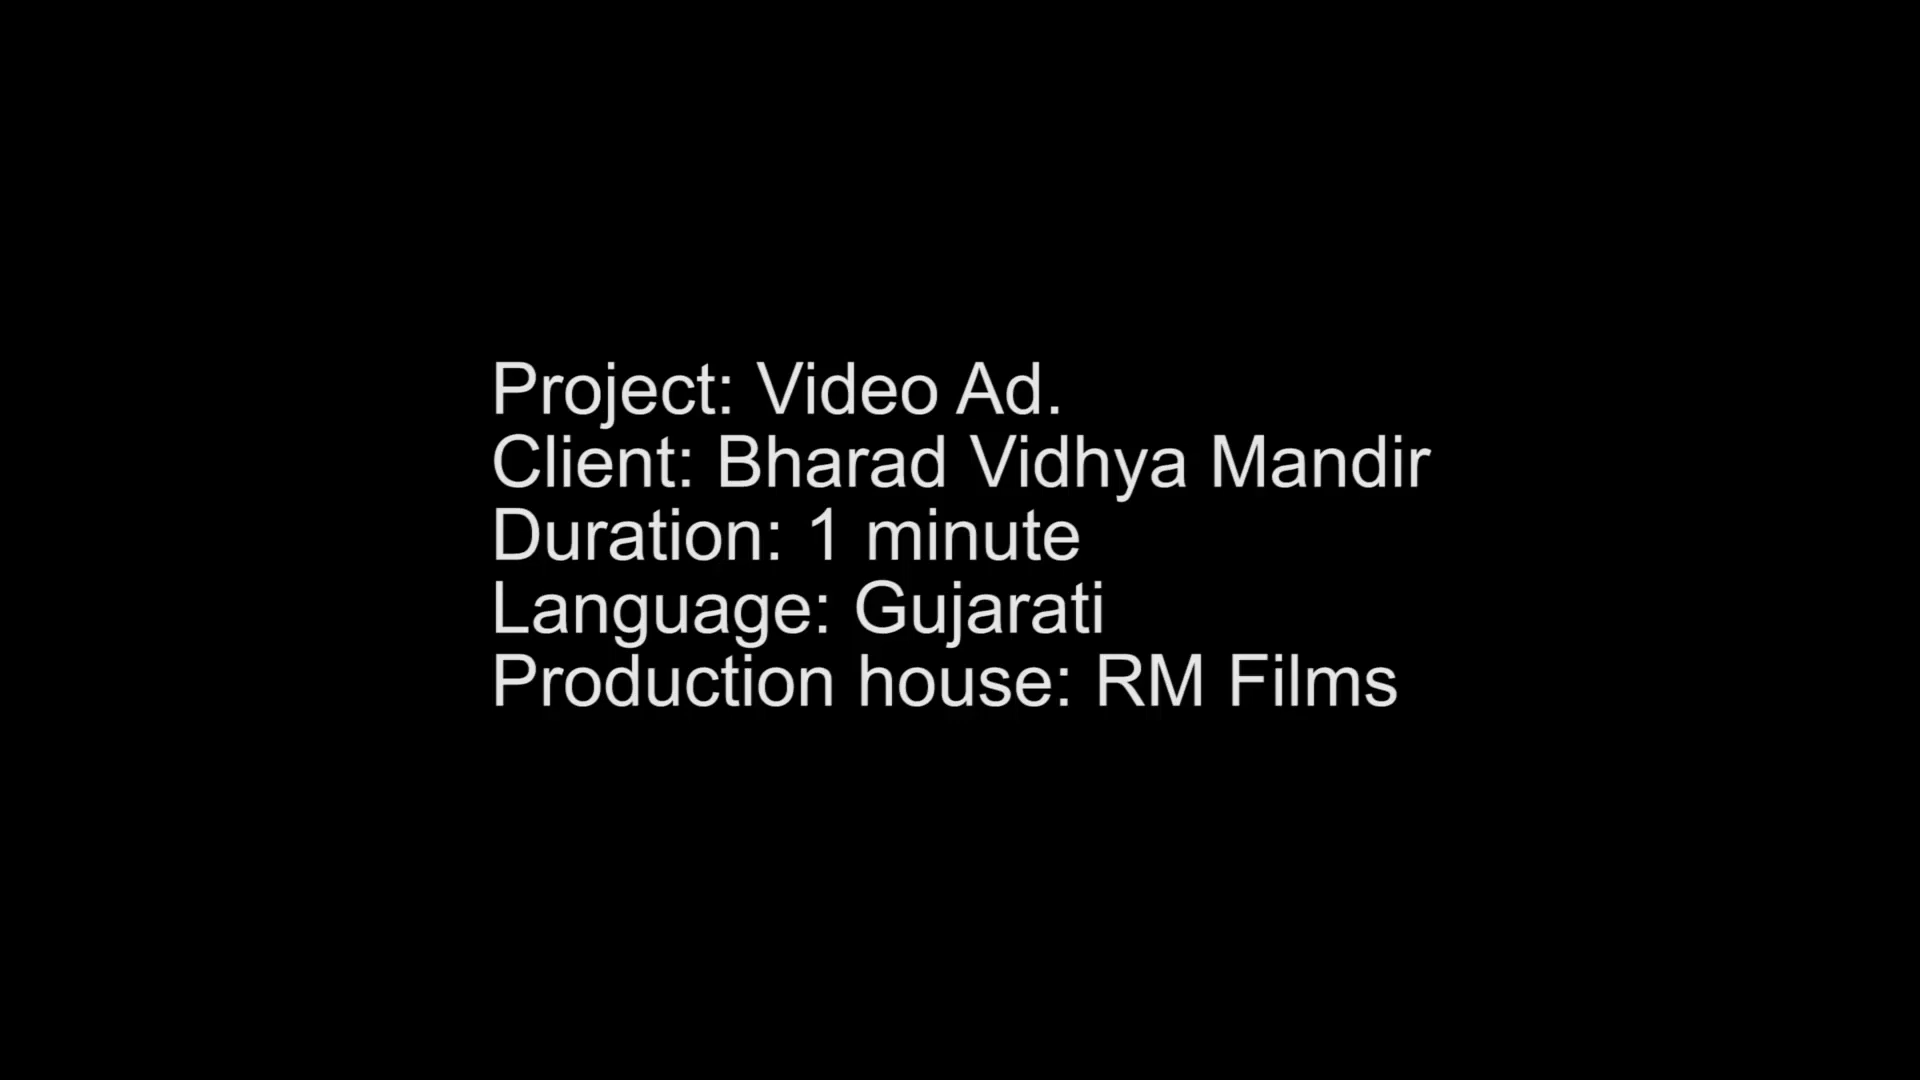 Project: Video Ad.
Client: Bharad Vidhya Mandir
Duration: 1 minute
Language: Gujarati
Production house: RM Films